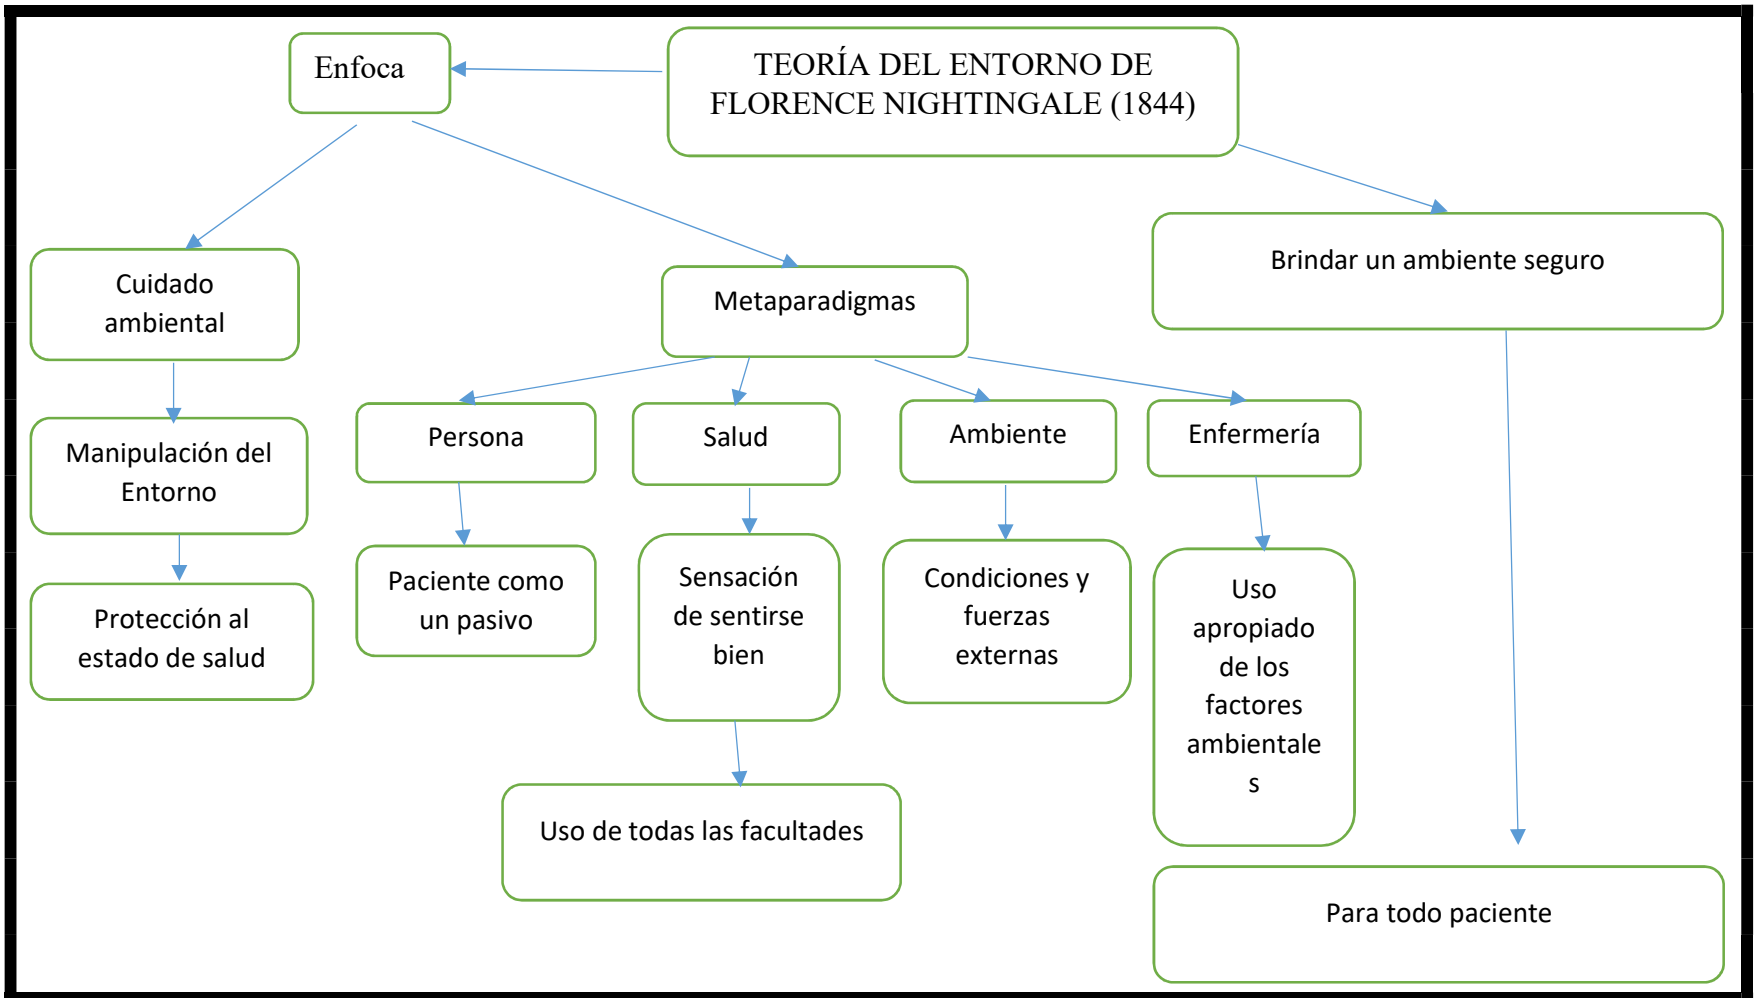 TEORÍA DEL ENTORNO DE
FLORENCE NIGHTINGALE (1844)
Enfoca
Brindar un ambiente seguro
Cuidado
ambiental
Metaparadigmas
Manipulación del
Entorno
Persona
Salud
Ambiente
Enfermería
Protección al
estado de salud
Paciente como
un pasivo
Sensación
de sentirse
bien
Condiciones y
fuerzas
externas
Uso
apropiado
de los
factores
ambientale
s
Uso de todas las facultades
Para todo paciente